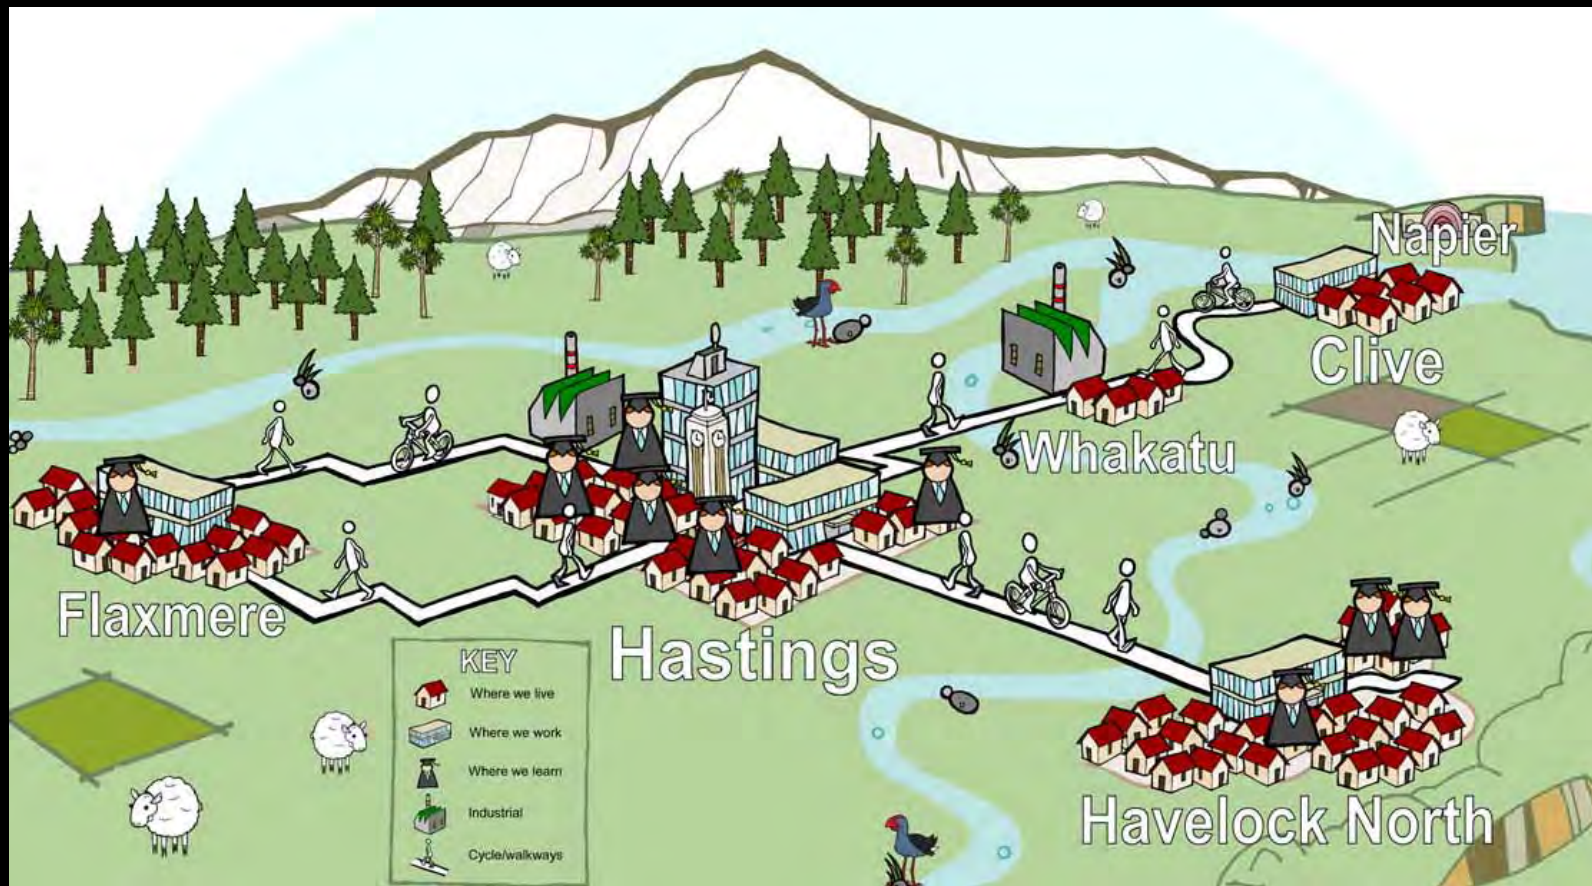 Napier
Clive
Whakatu
Flaxmere
Hastings
Havelock North
KEY
Where we live
Where we work
Where we learn
Industrial
Cycle/walkways